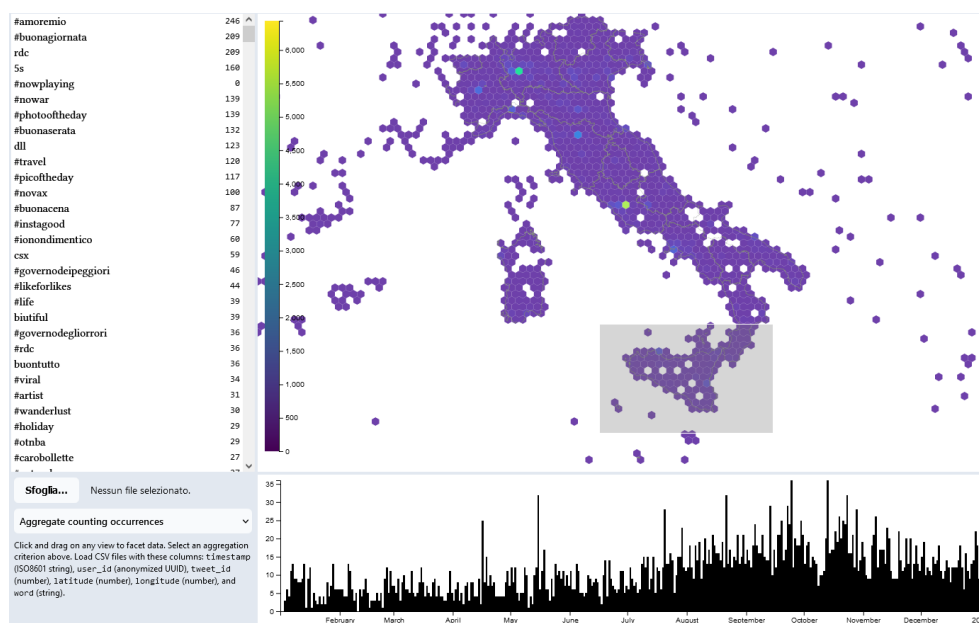 #amoremio 246
#buonagiornata 209
rdc 209
5s 160
#nowplaying 0
#nowar 139
#photooftheday 139
#buonaserata 132
dll 123
#travel 120
#picoftheday 117
#novax 100
#buonacena 87
#instagood 77
#ionondimentico 60
csx 59
#governodeipeggiori 46
#likeforlikes 44
#life 39
biutiful 39
#governodegliorrori 36
#rdc 36
buontutto 36
#viral 34
#artist 31
#wanderlust 30
#holiday 29
#otnba 29
#carobollette 27
27
6,000
5,500
5,000
4,500
4,000
3,500
3,000
2,500
2,000
1,500
1,000
500
0
Sfoglia... Nessun file selezionato.
Aggregate counting occurrences
Click and drag on any view to facet data. Select an aggregation
criterion above. Load CSV files with these columns: timestamp
(ISO8601 string), user_id (anonymized UUID), tweet_id
(number), latitude (number), longitude (number), and
word (string).
35
30
25
20
15
10
5
0
February March April May June July August September October November December 20